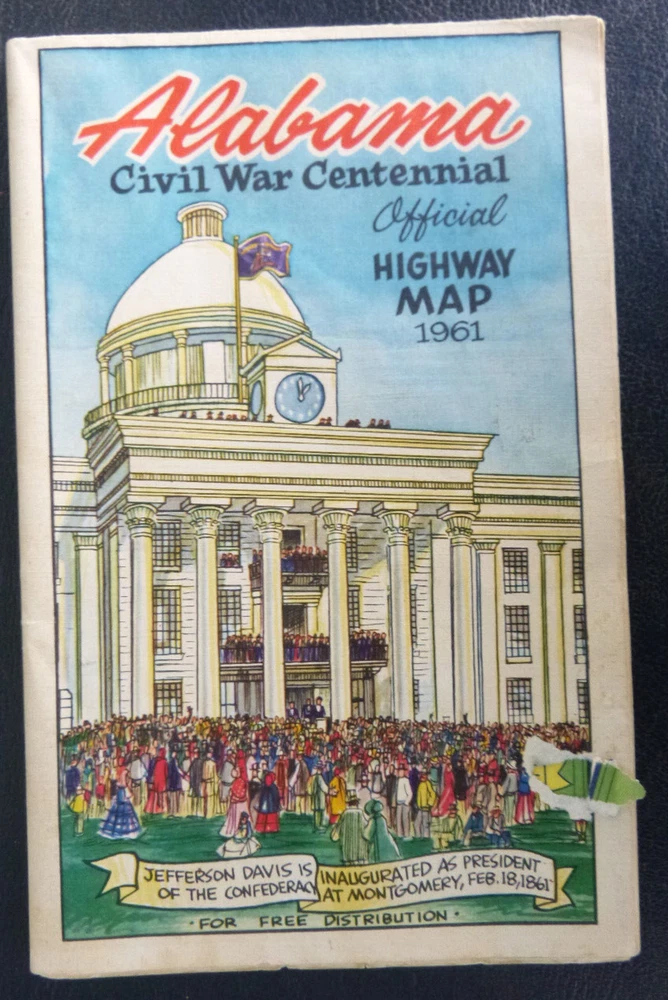 Alabama
Civil War Centennial
Official
HIGHWAY
MAP
1961
JEFFERSON DAVIS IS INAUGURATED AS PRESIDENT
OF THE CONFEDERACY AT MONTGOMERY, FEB. 18, 1861
· FOR FREE DISTRIBUTION ·